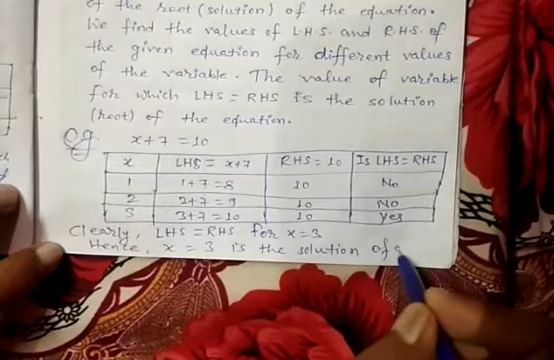 of the root (solution) of the equation.
We find the values of L.H.S. and R.H.S. of
the given equation for different values
of the variable. The value of variable
for which LHS = RHS is the solution
(root) of the equation.
eg. x+7=10
x LHS = x+7 RHS = 10 Is LHS = RHS
1 1+7=8 10 No
2 2+7=9 10 No
3 3+7=10 10 Yes
Clearly, LHS = RHS for x=3
Hence, x = 3 is the solution of